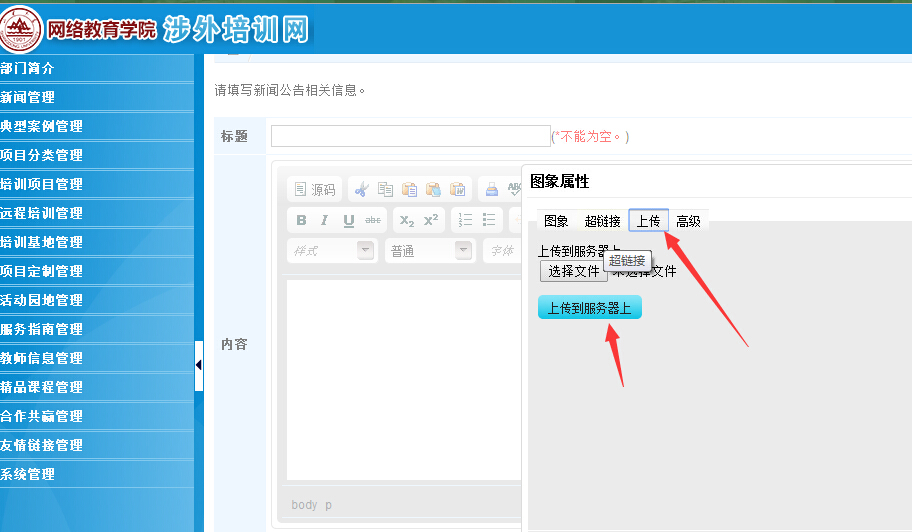 网络教育学院 涉外培训网
部门简介
新闻管理
典型案例管理
项目分类管理
培训项目管理
远程培训管理
培训基地管理
项目定制管理
活动园地管理
服务指南管理
教师信息管理
精品课程管理
合作共赢管理
友情链接管理
系统管理
请填写新闻公告相关信息。
标题 (*不能为空。)
内容
源码 ABC
B I U abc X₂ X²
样式 普通 字体
body p
图象属性
图象 超链接 上传 高级
上传到服务器上
超链接
选择文件 未选择文件
上传到服务器上